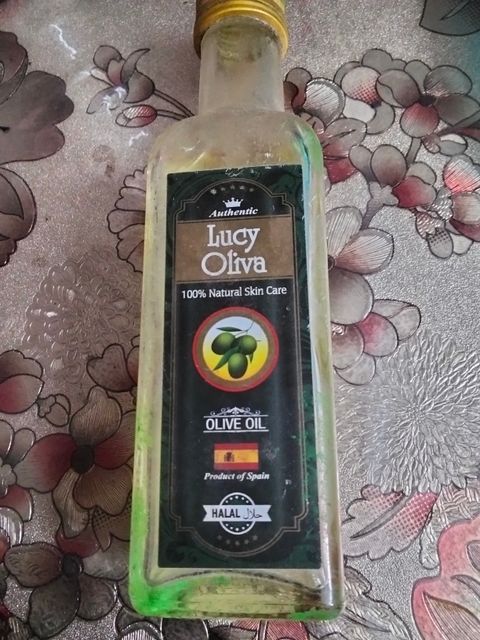 Authentic
Lucy
Oliva
100% Natural Skin Care
OLIVE OIL
Product of Spain
HALAL حلال